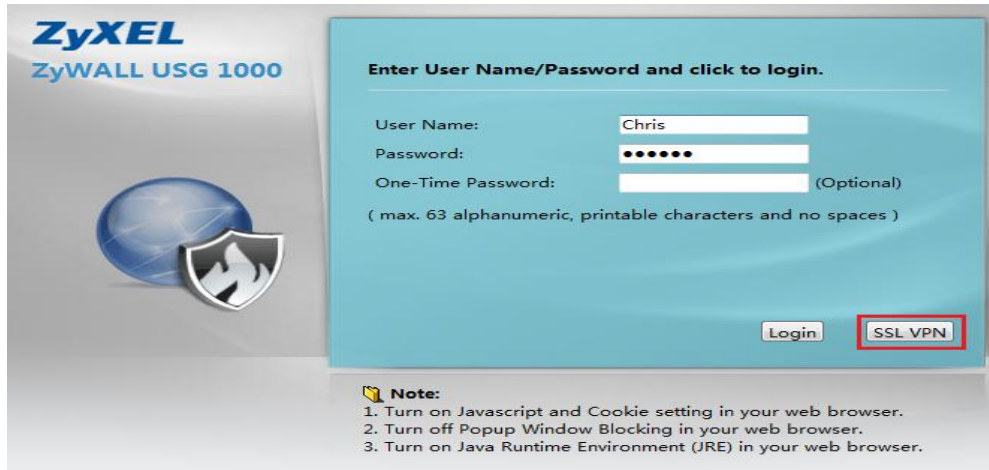 ZyXEL
ZyWALL USG 1000
Enter User Name/Password and click to login.
User Name: Chris
Password: ●●●●●●
One-Time Password: (Optional)
( max. 63 alphanumeric, printable characters and no spaces )
Login SSL VPN
Note:
1. Turn on Javascript and Cookie setting in your web browser.
2. Turn off Popup Window Blocking in your web browser.
3. Turn on Java Runtime Environment (JRE) in your web browser.